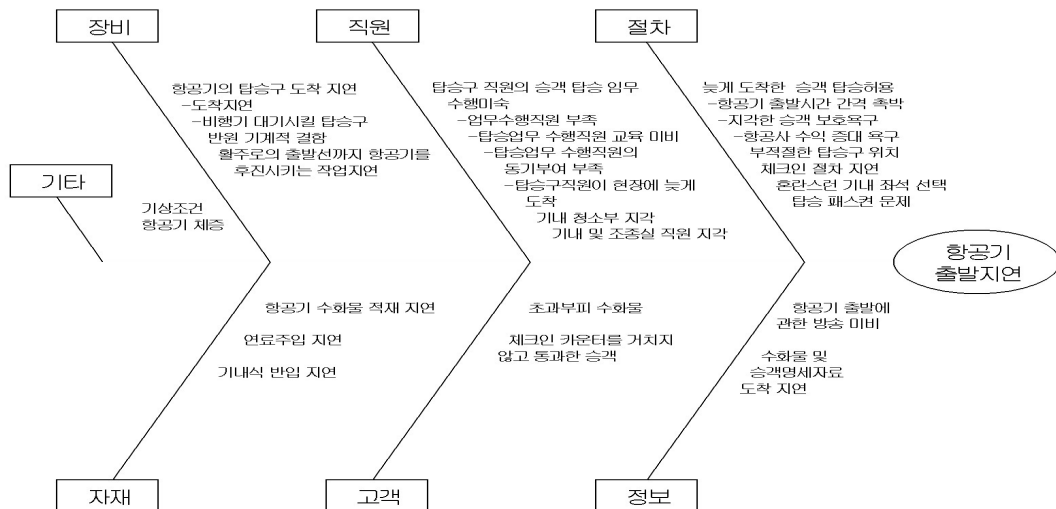 장비
항공기의 탑승구 도착 지연
-도착지연
-비행기 대기시킬 탑승구
반원 기계적 결함
활주로의 출발선까지 항공기를
후진시키는 작업지연
직원
탑승구 직원의 승객 탑승 임무
수행미숙
-업무수행직원 부족
-탑승업무 수행직원 교육 미비
-탑승업무 수행직원의
동기부여 부족
-탑승구직원이 현장에 늦게
도착
기내 청소부 지각
기내 및 조종실 직원 지각
절차
늦게 도착한 승객 탑승허용
-항공기 출발시간 간격 촉박
-지각한 승객 보호욕구
-항공사 수익 증대 욕구
부적절한 탑승구 위치
체크인 절차 지연
혼란스런 기내 좌석 선택
탑승 패스켠 문제
기타
기상조건
항공기 체증
항공기
출발지연
항공기 수화물 적재 지연
연료주입 지연
기내식 반입 지연
자재
초과부피 수화물
체크인 카운터를 거치지
않고 통과한 승객
고객
항공기 출발에
관한 방송 미비
수화물 및
승객명세자료
도착 지연
정보